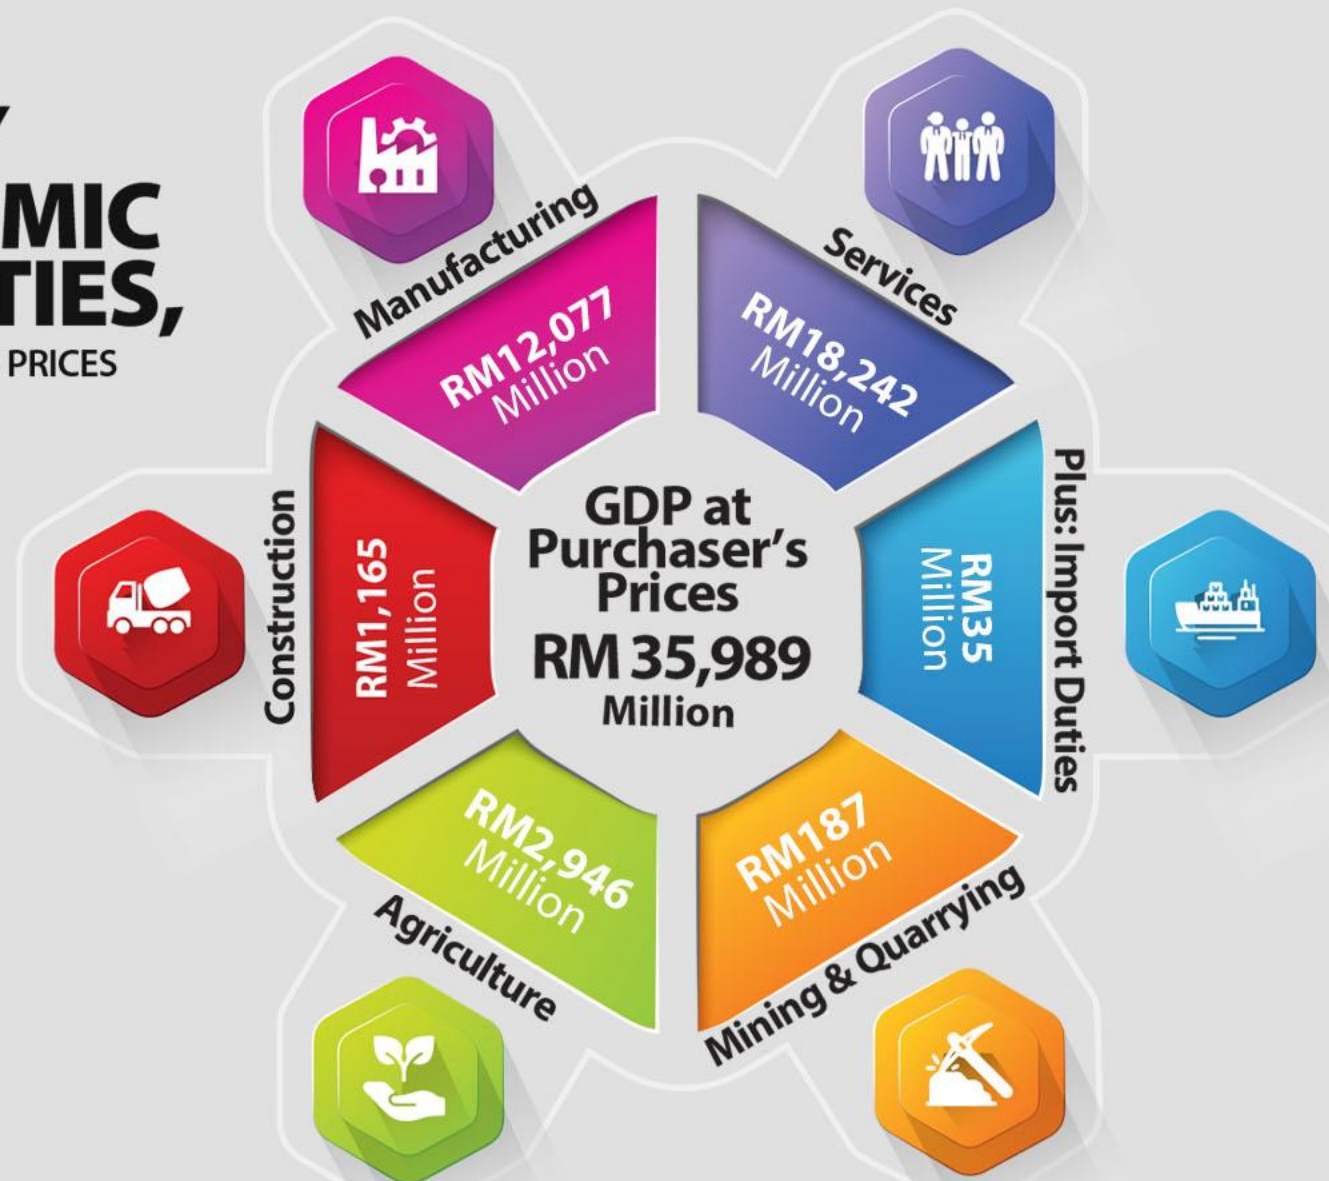 Y
MIC
TIES,
PRICES
Manufacturing
RM12,077
Million
Services
RM18,242
Million
Construction
RM1,165
Million
GDP at
Purchaser's
Prices
RM 35,989
Million
RM35
Million
Plus: Import Duties
RM2,946
Million
Agriculture
RM187
Million
Mining & Quarrying